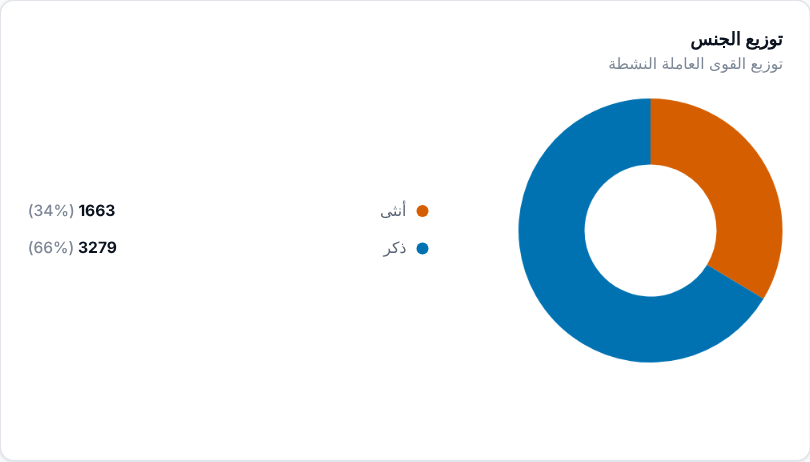 توزيع الجنس
توزيع القوى العاملة النشطة
أنثى 1663 (34%)
ذكر 3279 (66%)